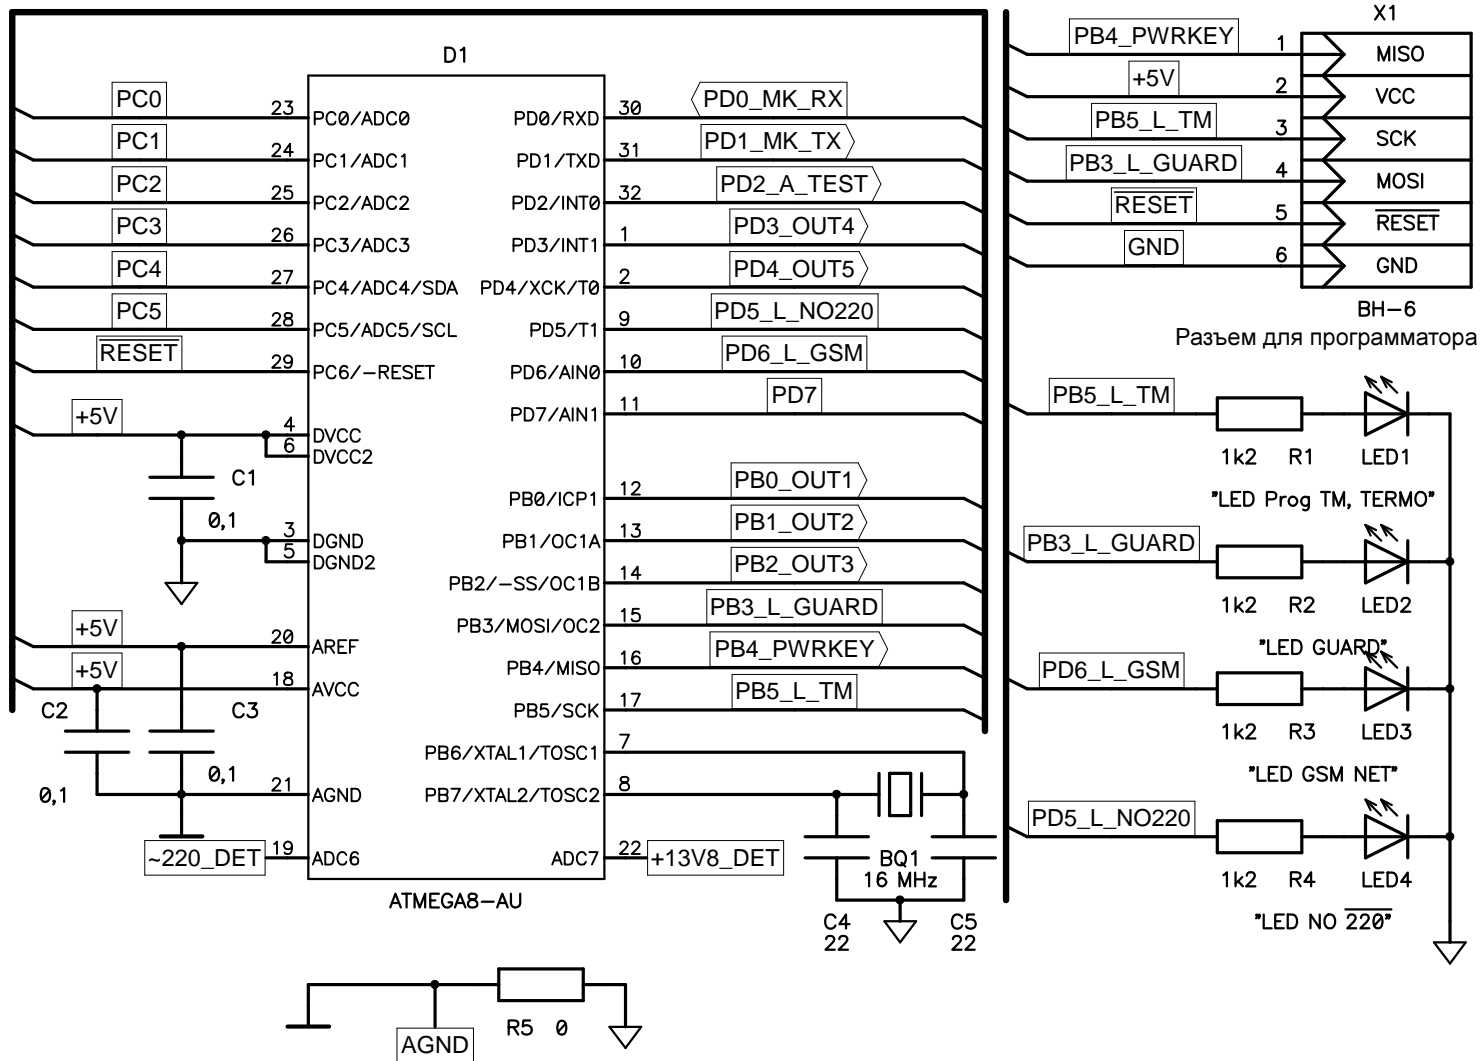 D1
PC0 23 PC0/ADC0 PD0/RXD 30 PD0_MK_RX
PC1 24 PC1/ADC1 PD1/TXD 31 PD1_MK_TX
PC2 25 PC2/ADC2 PD2/INT0 32 PD2_A_TEST
PC3 26 PC3/ADC3 PD3/INT1 1 PD3_OUT4
PC4 27 PC4/ADC4/SDA PD4/XCK/T0 2 PD4_OUT5
PC5 28 PC5/ADC5/SCL PD5/T1 9 PD5_L_NO220
RESET 29 PC6/-RESET PD6/AIN0 10 PD6_L_GSM
PD7/AIN1 11 PD7
+5V 4 DVCC
6 DVCC2
C1
0,1
3 DGND
5 DGND2
PB0/ICP1 12 PB0_OUT1
PB1/OC1A 13 PB1_OUT2
PB2/-SS/OC1B 14 PB2_OUT3
+5V 20 AREF PB3/MOSI/OC2 15 PB3_L_GUARD
+5V 18 AVCC PB4/MISO 16 PB4_PWRKEY
PB5/SCK 17 PB5_L_TM
C2 C3
0,1 0,1
PB6/XTAL1/TOSC1 7
21 AGND PB7/XTAL2/TOSC2 8
~220_DET 19 ADC6 ADC7 22 +13V8_DET
ATMEGA8-AU
BQ1
16 MHz
C4 C5
22 22
R5 0
AGND
X1
PB4_PWRKEY 1 MISO
+5V 2 VCC
PB5_L_TM 3 SCK
PB3_L_GUARD 4 MOSI
RESET 5 RESET
GND 6 GND
BH-6
Разъем для программатора
PB5_L_TM
1k2 R1 LED1
"LED Prog TM, TERMO"
PB3_L_GUARD
1k2 R2 LED2
"LED GUARD"
PD6_L_GSM
1k2 R3 LED3
"LED GSM NET"
PD5_L_NO220
1k2 R4 LED4
"LED NO 220"